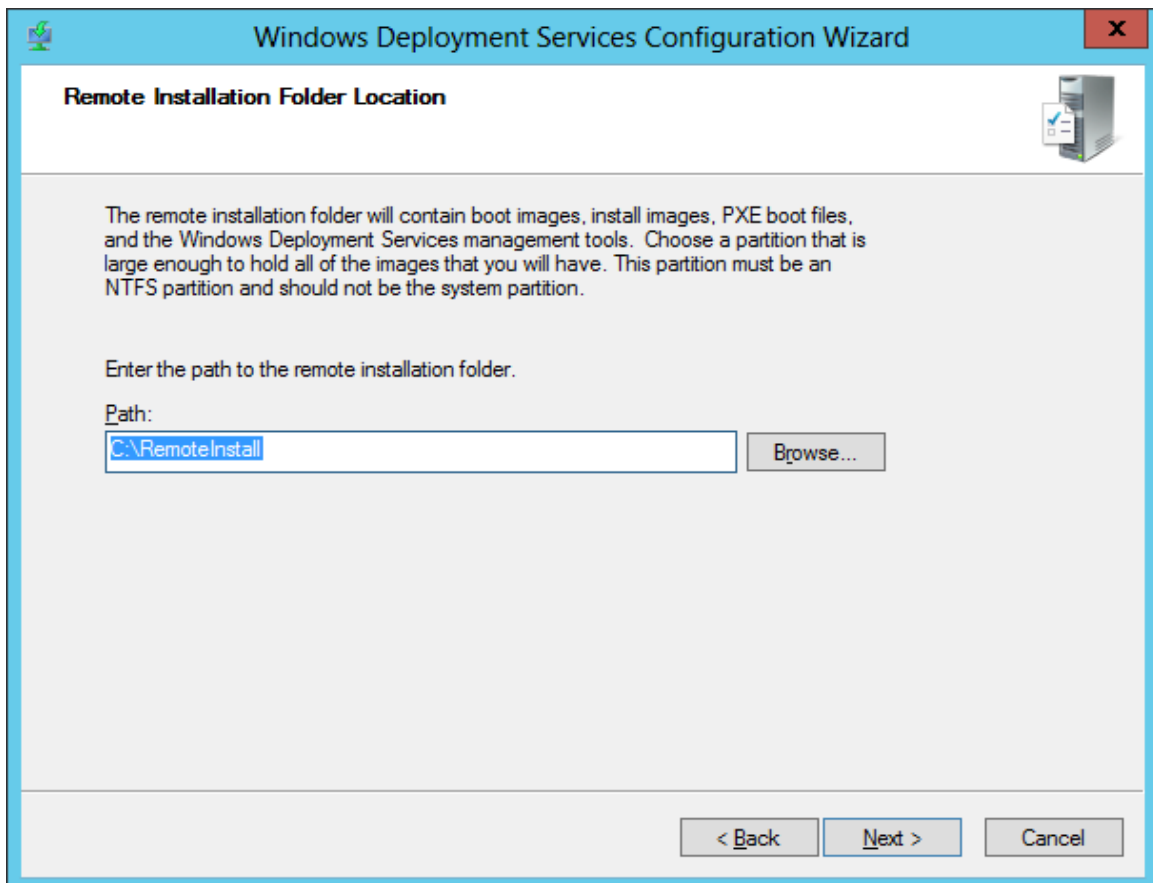 Windows Deployment Services Configuration Wizard
x
Remote Installation Folder Location
The remote installation folder will contain boot images, install images, PXE boot files,
and the Windows Deployment Services management tools.  Choose a partition that is
large enough to hold all of the images that you will have. This partition must be an
NTFS partition and should not be the system partition.
Enter the path to the remote installation folder.
Path:
C:\RemoteInstall
Browse...
< Back
Next >
Cancel